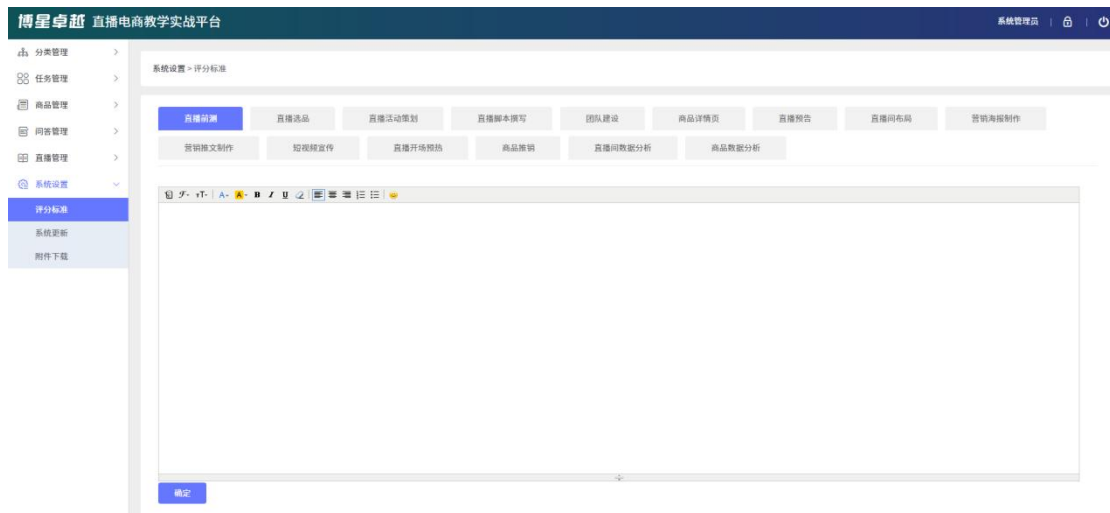 博星卓越 直播电商教学实战平台
系统管理员
分类管理
任务管理
商品管理
问答管理
直播管理
系统设置
评分标准
系统更新
附件下载
系统设置 > 评分标准
直播前测 直播选品 直播活动策划 直播脚本撰写 团队建设 商品详情页 直播预告 直播间布局 营销海报制作
营销推文制作 短视频宣传 直播开场预热 商品推销 直播间数据分析 商品数据分析
确定